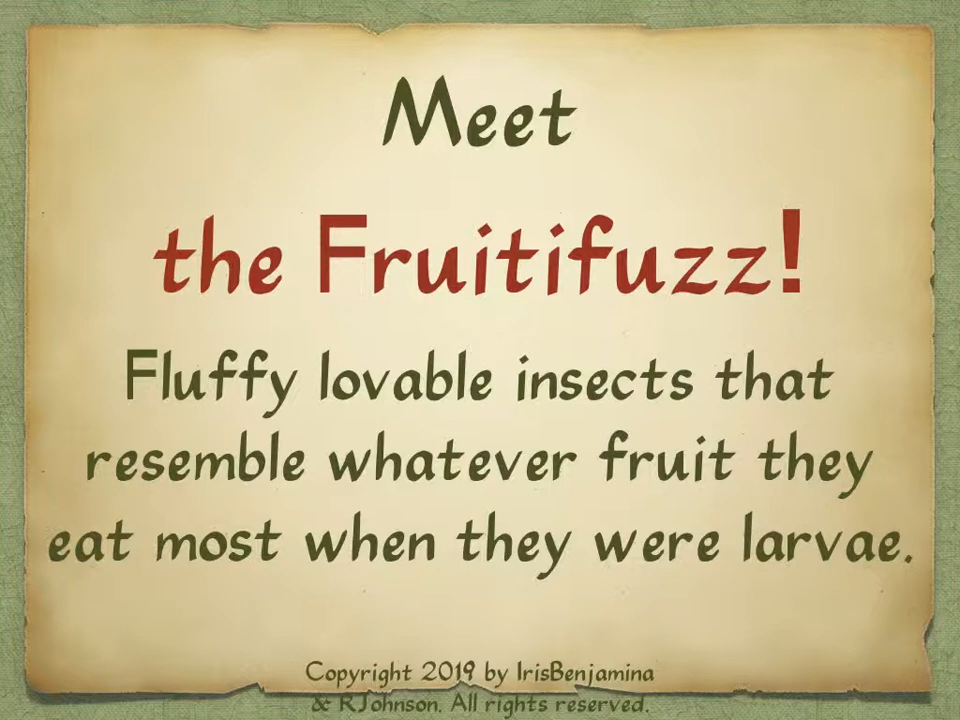 Meet
the Fruitifuzz!
Fluffy lovable insects that
resemble whatever fruit they
eat most when they were larvae.
Copyright 2019 by IrisBenjamina
& RJohnson. All rights reserved.